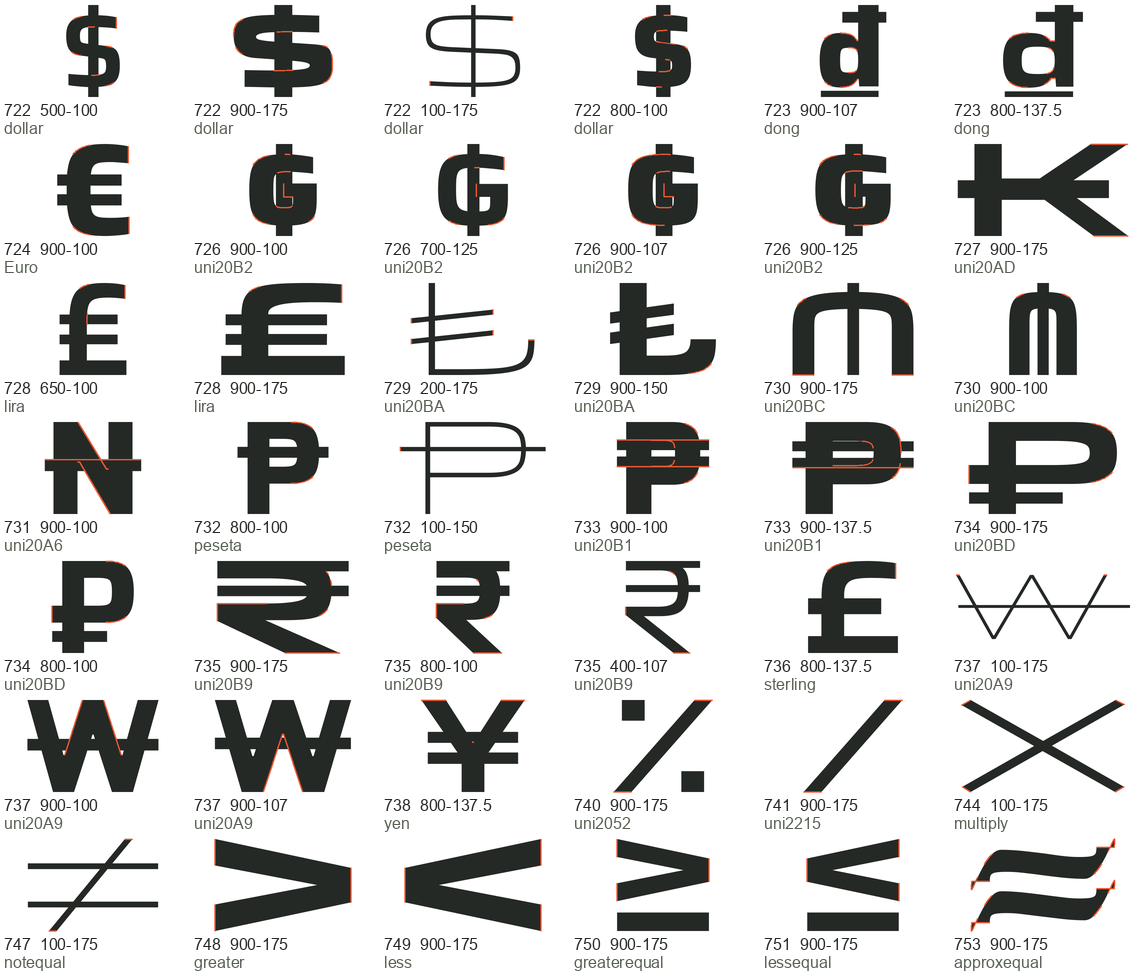 $ $ $ $ đ đ
722 500-100 722 900-175 722 100-175 722 800-100 723 900-107 723 800-137.5
dollar dollar dollar dollar dong dong
€ ₲ ₲ ₲ ₲ ₭
724 900-100 726 900-100 726 700-125 726 900-107 726 900-125 727 900-175
Euro uni20B2 uni20B2 uni20B2 uni20B2 uni20AD
₤ ₤ ₺ ₺ ₼ ₼
728 650-100 728 900-175 729 200-175 729 900-150 730 900-175 730 900-100
lira lira uni20BA uni20BA uni20BC uni20BC
₦ ₧ ₧ ₱ ₱ ₽
731 900-100 732 800-100 732 100-150 733 900-100 733 900-137.5 734 900-175
uni20A6 peseta peseta uni20B1 uni20B1 uni20BD
₽ ₹ ₹ ₹ £ ₩
734 800-100 735 900-175 735 800-100 735 400-107 736 800-137.5 737 100-175
uni20BD uni20B9 uni20B9 uni20B9 sterling uni20A9
₩ ₩ ¥ ⁒ ∕ ×
737 900-100 737 900-107 738 800-137.5 740 900-175 741 900-175 744 100-175
uni20A9 uni20A9 yen uni2052 uni2215 multiply
≠ > < ≥ ≤ ≈
747 100-175 748 900-175 749 900-175 750 900-175 751 900-175 753 900-175
notequal greater less greaterequal lessequal approxequal